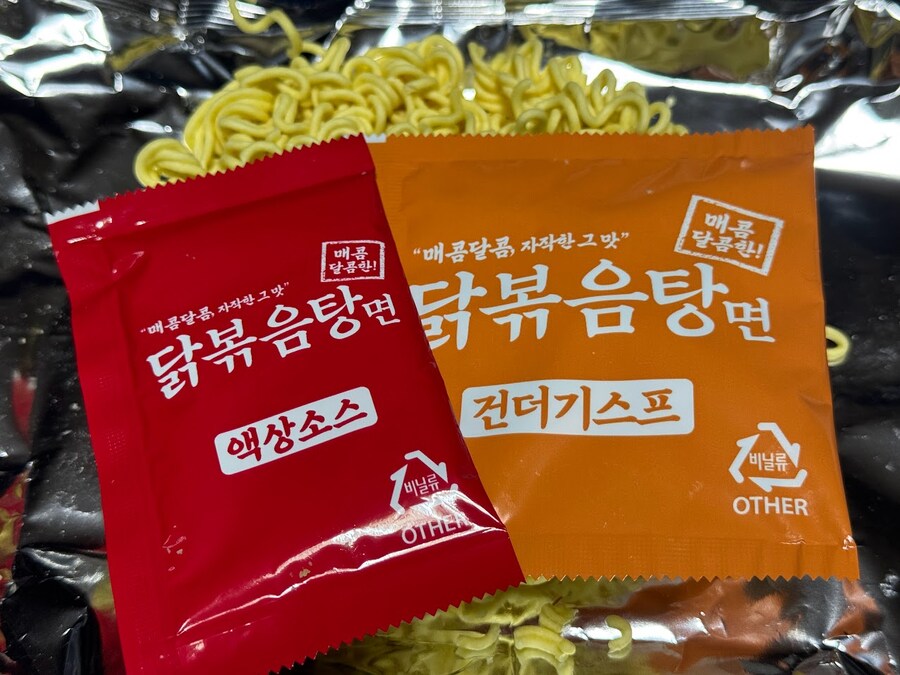 매콤
달콤한!
“매콤달콤, 자작한 그 맛”
닭볶음탕면
액상소스
비닐류
OTHER
매콤
달콤한!
“매콤달콤, 자작한 그 맛”
닭볶음탕면
건더기스프
비닐류
OTHER